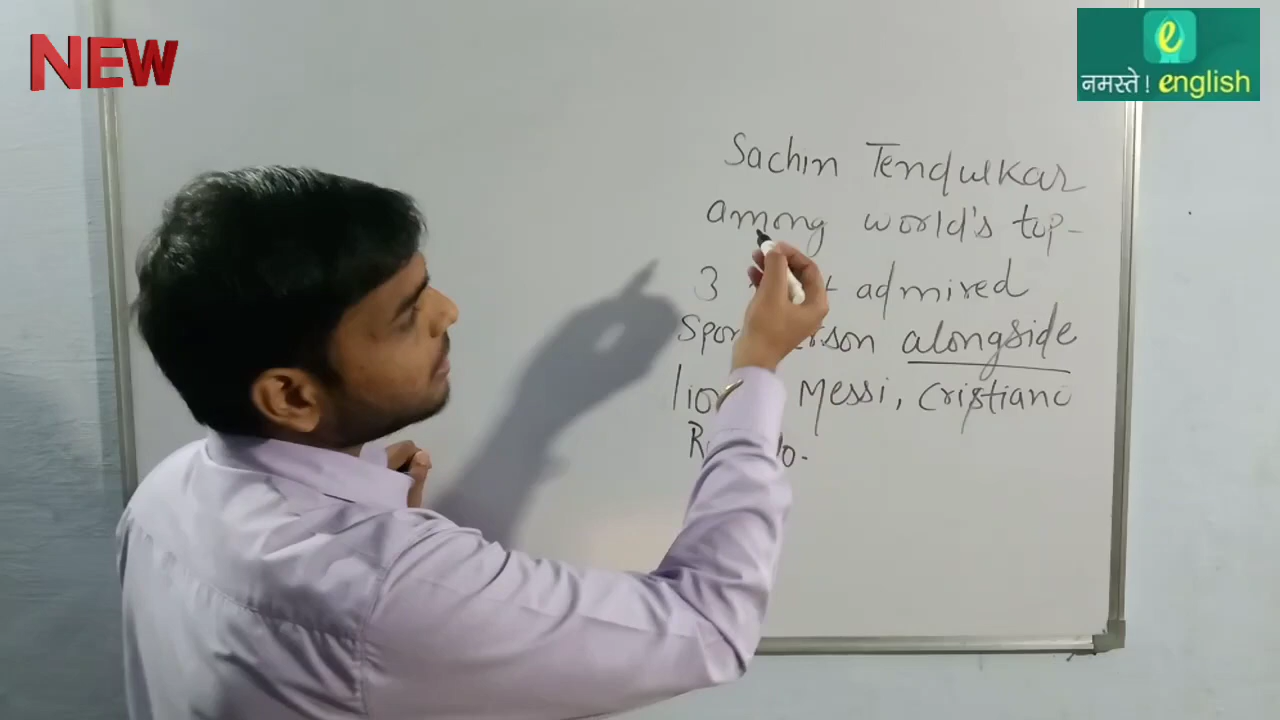 NEW
e
नमस्ते ! english
Sachin Tendulkar
among world's top-
3 admired
alongside
Messi, Cristiano